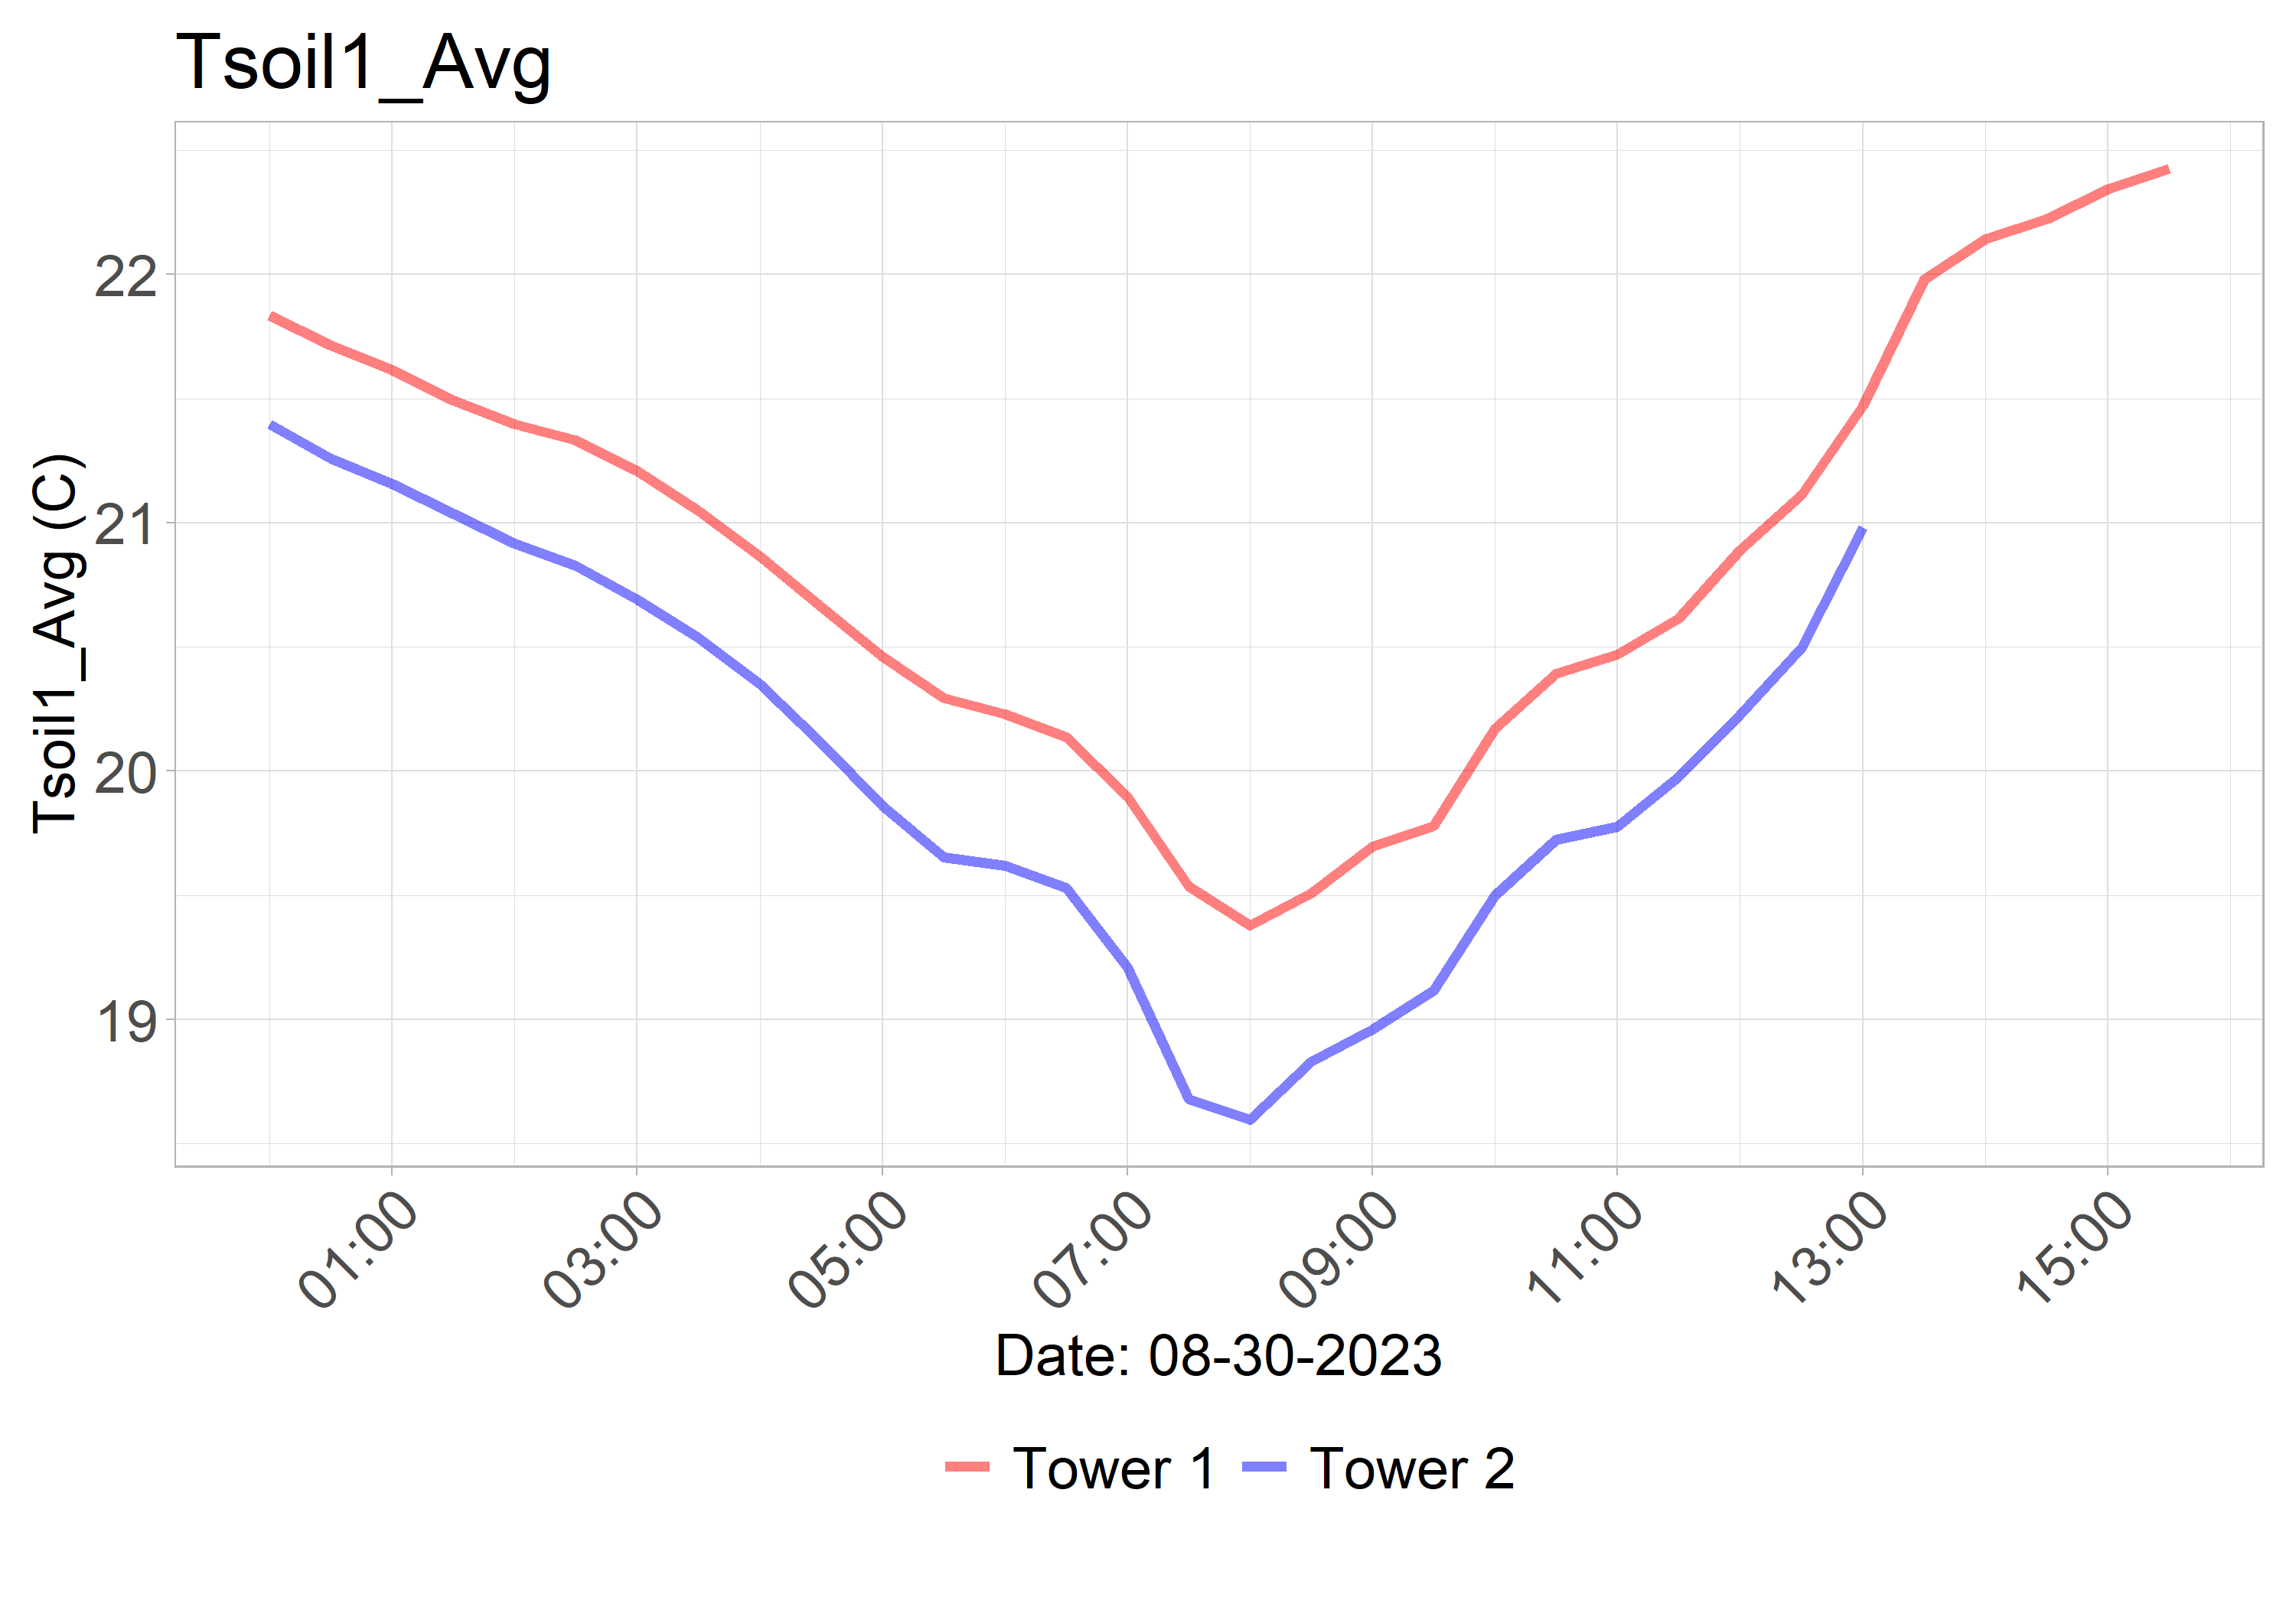 Tsoil1_Avg
Tsoil1_Avg (C)
22
21
20
19
01:00 03:00 05:00 07:00 09:00 11:00 13:00 15:00
Date: 08-30-2023
Tower 1 Tower 2